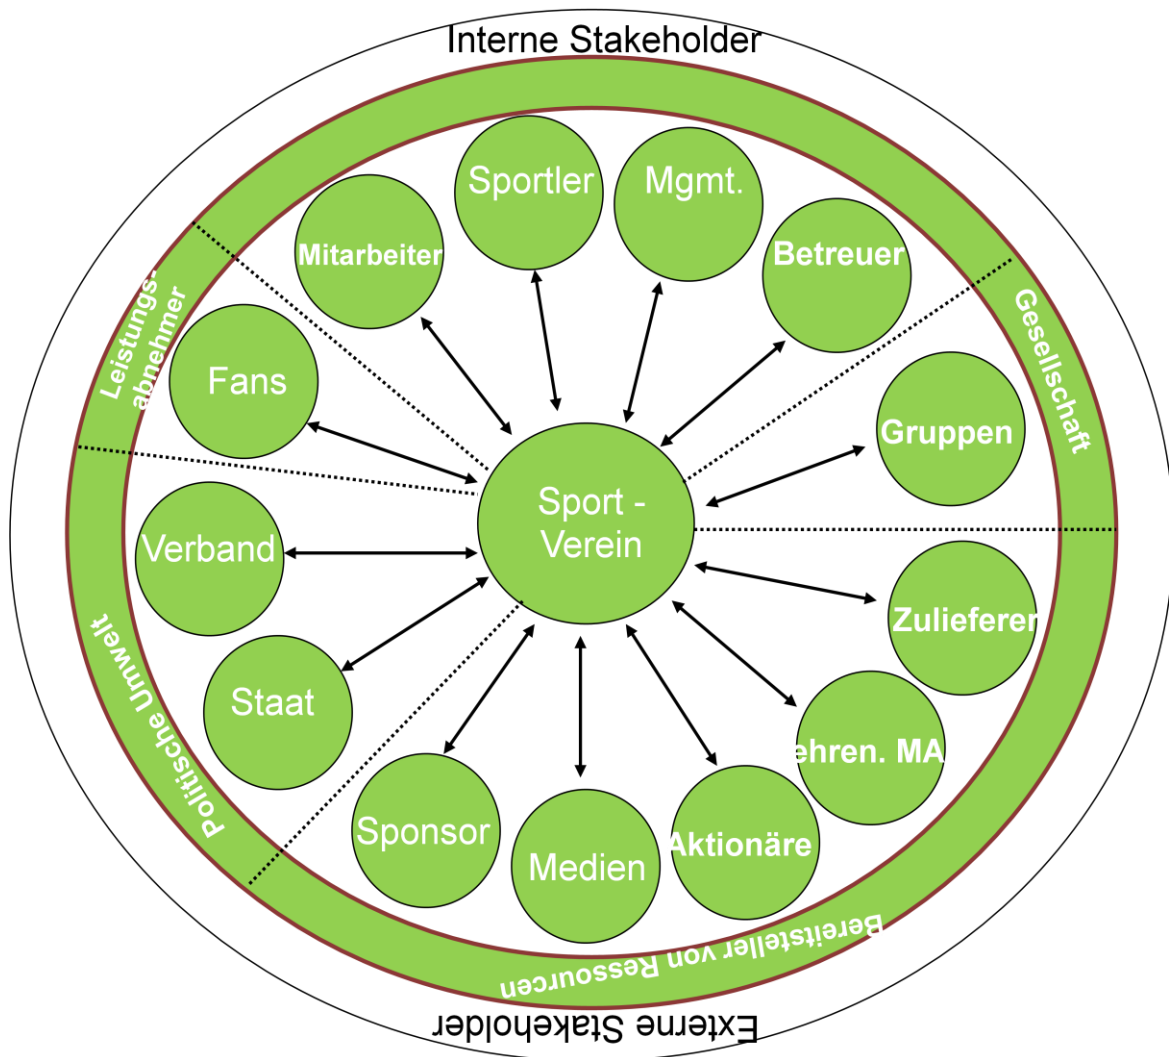 Interne Stakeholder
Sportler
Mgmt.
Mitarbeiter
Betreuer
Leistungs-
abnehmer
Gesellschaft
Fans
Gruppen
Sport -
Verein
Verband
Zulieferer
Politische Umwelt
Staat
ehren. MA
Sponsor
Medien
Aktionäre
Bereitsteller von Ressourcen
Externe Stakeholder